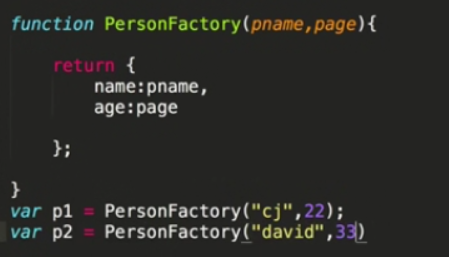 function PersonFactory(pname,page){
return {
name:pname,
age:page
};
}
var p1 = PersonFactory("cj",22);
var p2 = PersonFactory("david",33)